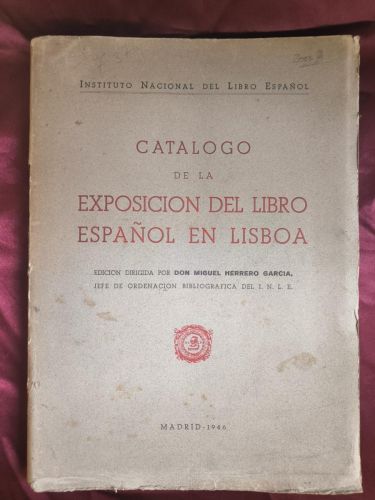 INSTITUTO NACIONAL DEL LIBRO ESPAÑOL
CATALOGO
DE LA
EXPOSICION DEL LIBRO
ESPAÑOL EN LISBOA
EDICION DIRIGIDA POR DON MIGUEL HERRERO GARCIA,
JEFE DE ORDENACION BIBLIOGRAFICA DEL I. N. L. E.
MADRID-1946